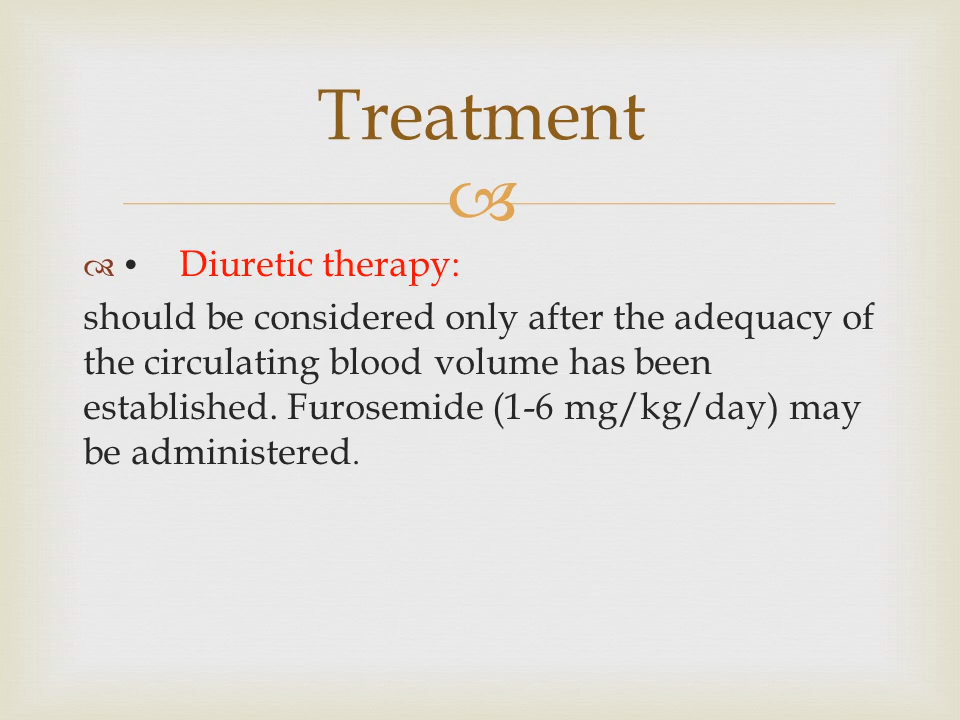 Treatment
• Diuretic therapy:
should be considered only after the adequacy of
the circulating blood volume has been
established. Furosemide (1-6 mg/kg/day) may
be administered.